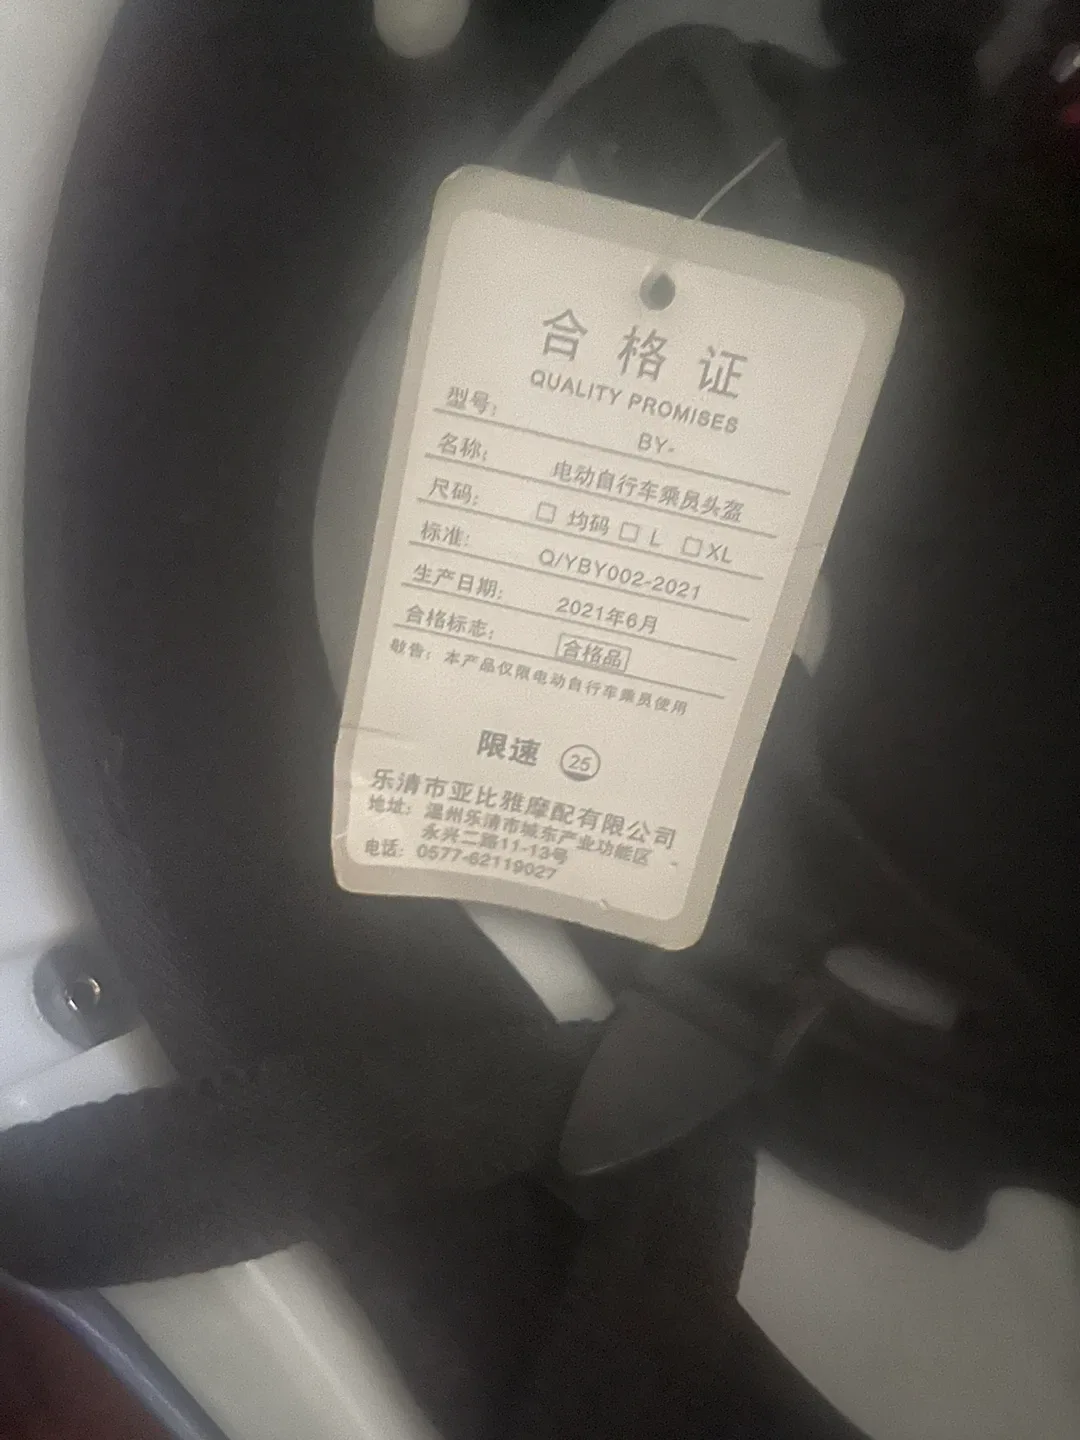 合格证
QUALITY PROMISES
型号: BY-
名称: 电动自行车乘员头盔
尺码: □ 均码 □ L □ XL
标准: Q/YBY002-2021
生产日期: 2021年6月
合格标志: 合格品
敬告: 本产品仅限电动自行车乘员使用
限速 25
乐清市亚比雅摩配有限公司
地址: 温州乐清市城东产业功能区
永兴二路11-13号
电话: 0577-62119027